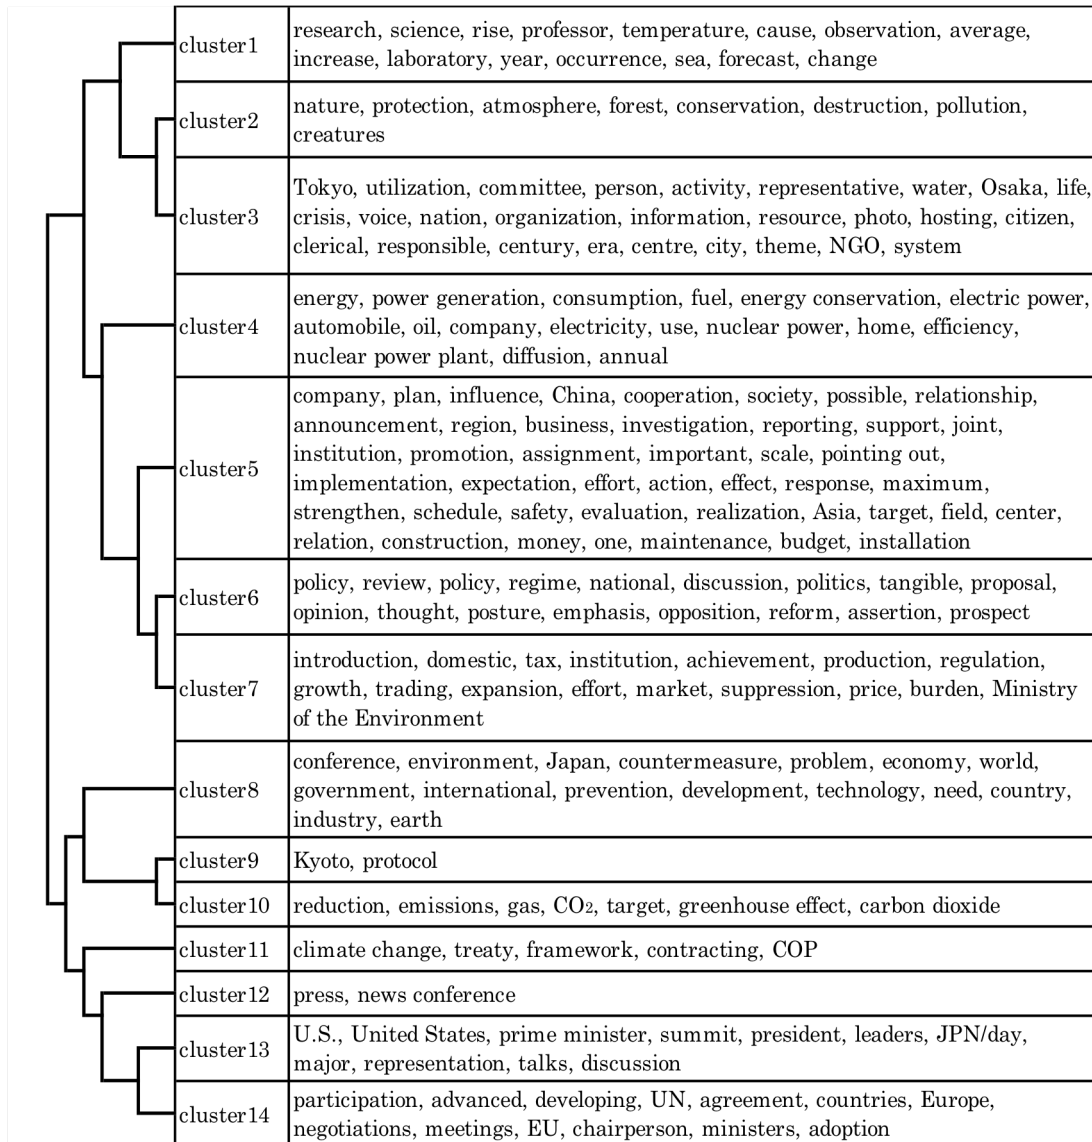 cluster1
research, science, rise, professor, temperature, cause, observation, average,
increase, laboratory, year, occurrence, sea, forecast, change
cluster2
nature, protection, atmosphere, forest, conservation, destruction, pollution,
creatures
cluster3
Tokyo, utilization, committee, person, activity, representative, water, Osaka, life,
crisis, voice, nation, organization, information, resource, photo, hosting, citizen,
clerical, responsible, century, era, centre, city, theme, NGO, system
cluster4
energy, power generation, consumption, fuel, energy conservation, electric power,
automobile, oil, company, electricity, use, nuclear power, home, efficiency,
nuclear power plant, diffusion, annual
cluster5
company, plan, influence, China, cooperation, society, possible, relationship,
announcement, region, business, investigation, reporting, support, joint,
institution, promotion, assignment, important, scale, pointing out,
implementation, expectation, effort, action, effect, response, maximum,
strengthen, schedule, safety, evaluation, realization, Asia, target, field, center,
relation, construction, money, one, maintenance, budget, installation
cluster6
policy, review, policy, regime, national, discussion, politics, tangible, proposal,
opinion, thought, posture, emphasis, opposition, reform, assertion, prospect
cluster7
introduction, domestic, tax, institution, achievement, production, regulation,
growth, trading, expansion, effort, market, suppression, price, burden, Ministry
of the Environment
cluster8
conference, environment, Japan, countermeasure, problem, economy, world,
government, international, prevention, development, technology, need, country,
industry, earth
cluster9
Kyoto, protocol
cluster10
reduction, emissions, gas, CO₂, target, greenhouse effect, carbon dioxide
cluster11
climate change, treaty, framework, contracting, COP
cluster12
press, news conference
cluster13
U.S., United States, prime minister, summit, president, leaders, JPN/day,
major, representation, talks, discussion
cluster14
participation, advanced, developing, UN, agreement, countries, Europe,
negotiations, meetings, EU, chairperson, ministers, adoption